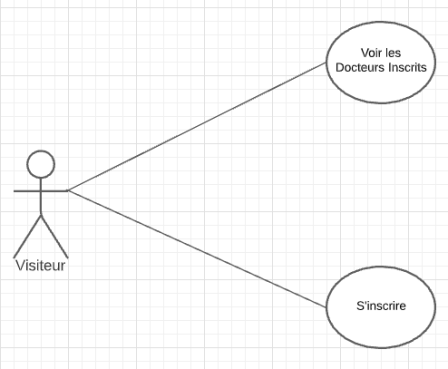 Voir les
Docteurs Inscrits
Visiteur
S'inscrire